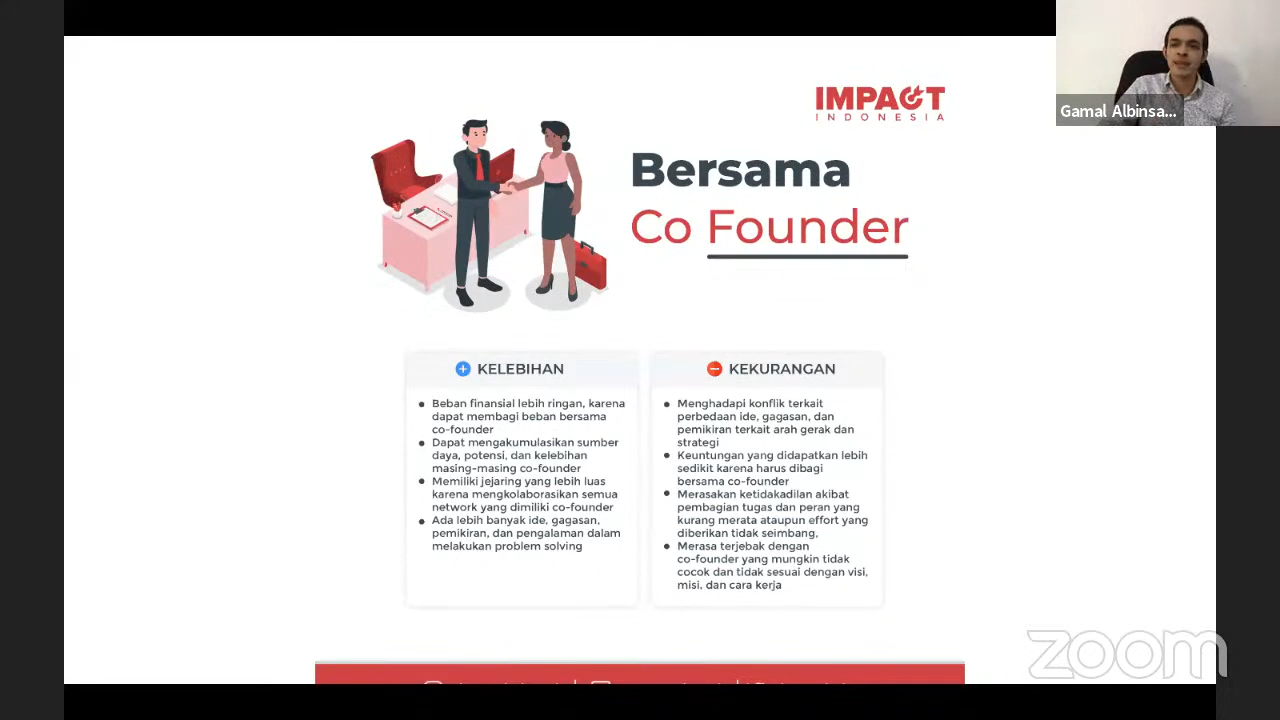 IMPACT
INDONESIA
Gamal Albinsa...
Bersama
Co Founder
KELEBIHAN
Beban finansial lebih ringan, karena
dapat membagi beban bersama
co-founder
Dapat mengakumulasikan sumber
daya, potensi, dan kelebihan
masing-masing co-founder
Memiliki jejaring yang lebih luas
karena mengkolaborasikan semua
network yang dimiliki co-founder
Ada lebih banyak ide, gagasan,
pemikiran, dan pengalaman dalam
melakukan problem solving
KEKURANGAN
Menghadapi konflik terkait
perbedaan ide, gagasan, dan
pemikiran terkait arah gerak dan
strategi
Keuntungan yang didapatkan lebih
sedikit karena harus dibagi
bersama co-founder
Merasakan ketidakadilan akibat
pembagian tugas dan peran yang
kurang merata ataupun effort yang
diberikan tidak seimbang,
Merasa terjebak dengan
co-founder yang mungkin tidak
cocok dan tidak sesuai dengan visi,
misi, dan cara kerja
zoom